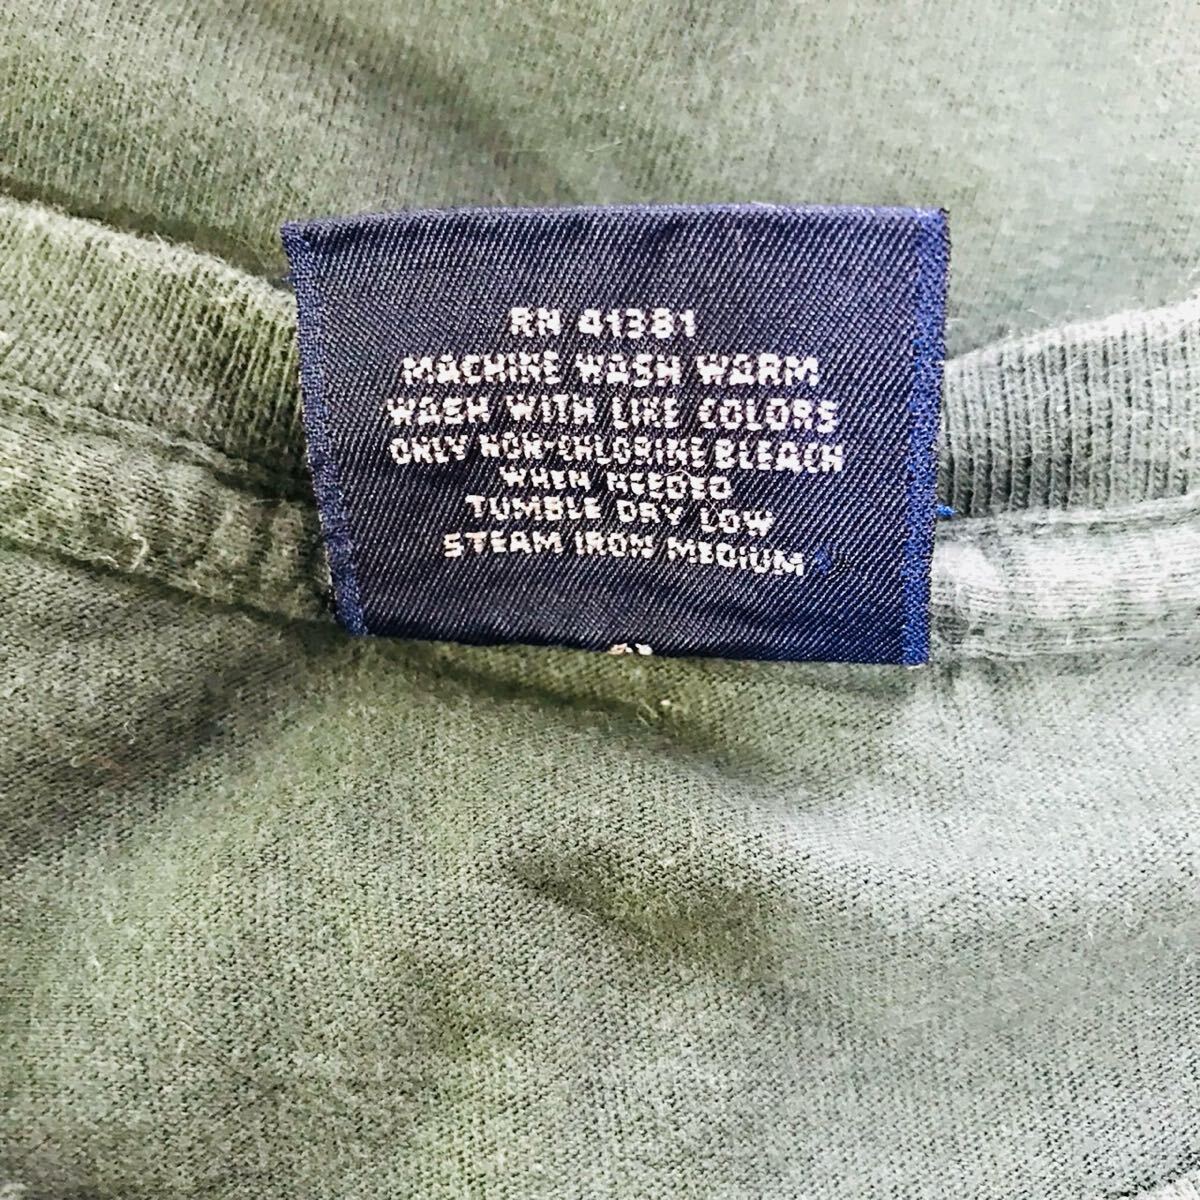 RN 41381
MACHINE WASH WARM
WASH WITH LIKE COLORS
ONLY NON-CHLORINE BLEACH
WHEN NEEDED
TUMBLE DRY LOW
STEAM IRON MEDIUM